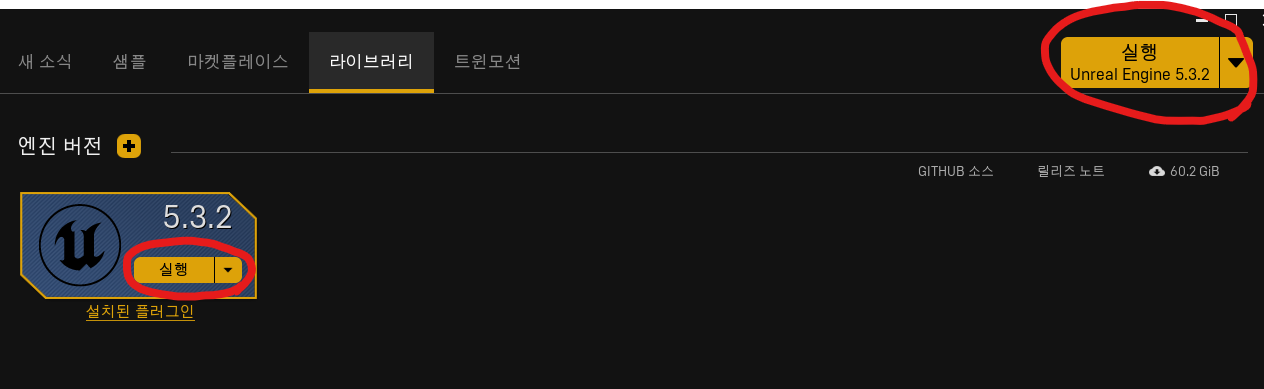 새 소식 샘플 마켓플레이스 라이브러리 트윈모션
실행
Unreal Engine 5.3.2
엔진 버전
GITHUB 소스 릴리즈 노트 60.2 GiB
5.3.2
실행
설치된 플러그인